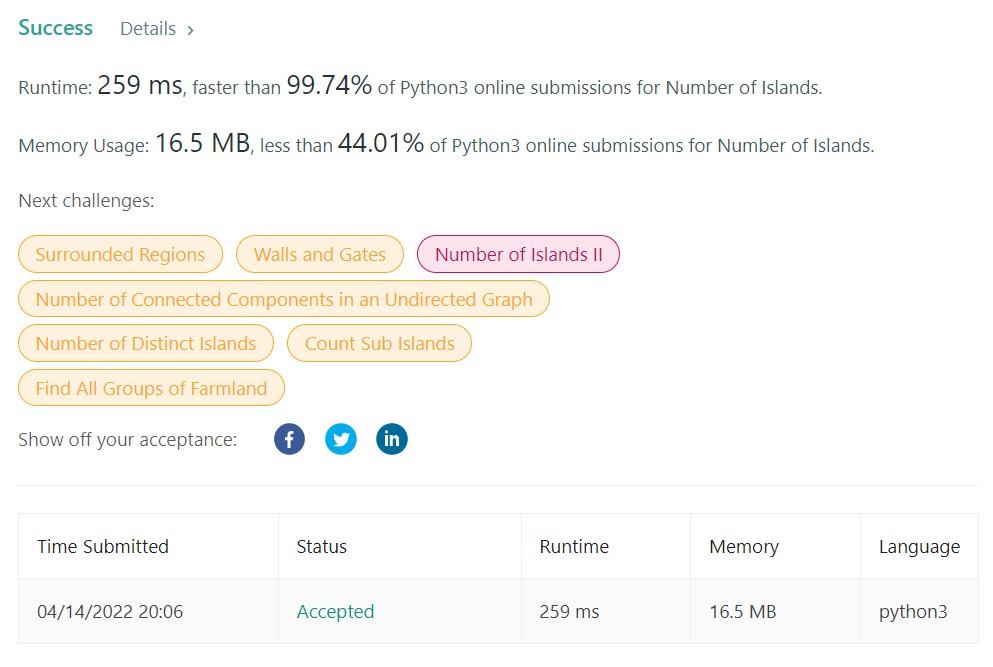 Success Details >
Runtime: 259 ms, faster than 99.74% of Python3 online submissions for Number of Islands.
Memory Usage: 16.5 MB, less than 44.01% of Python3 online submissions for Number of Islands.
Next challenges:
Surrounded Regions Walls and Gates Number of Islands II
Number of Connected Components in an Undirected Graph
Number of Distinct Islands Count Sub Islands
Find All Groups of Farmland
Show off your acceptance: f in
Time Submitted Status Runtime Memory Language
04/14/2022 20:06 Accepted 259 ms 16.5 MB python3